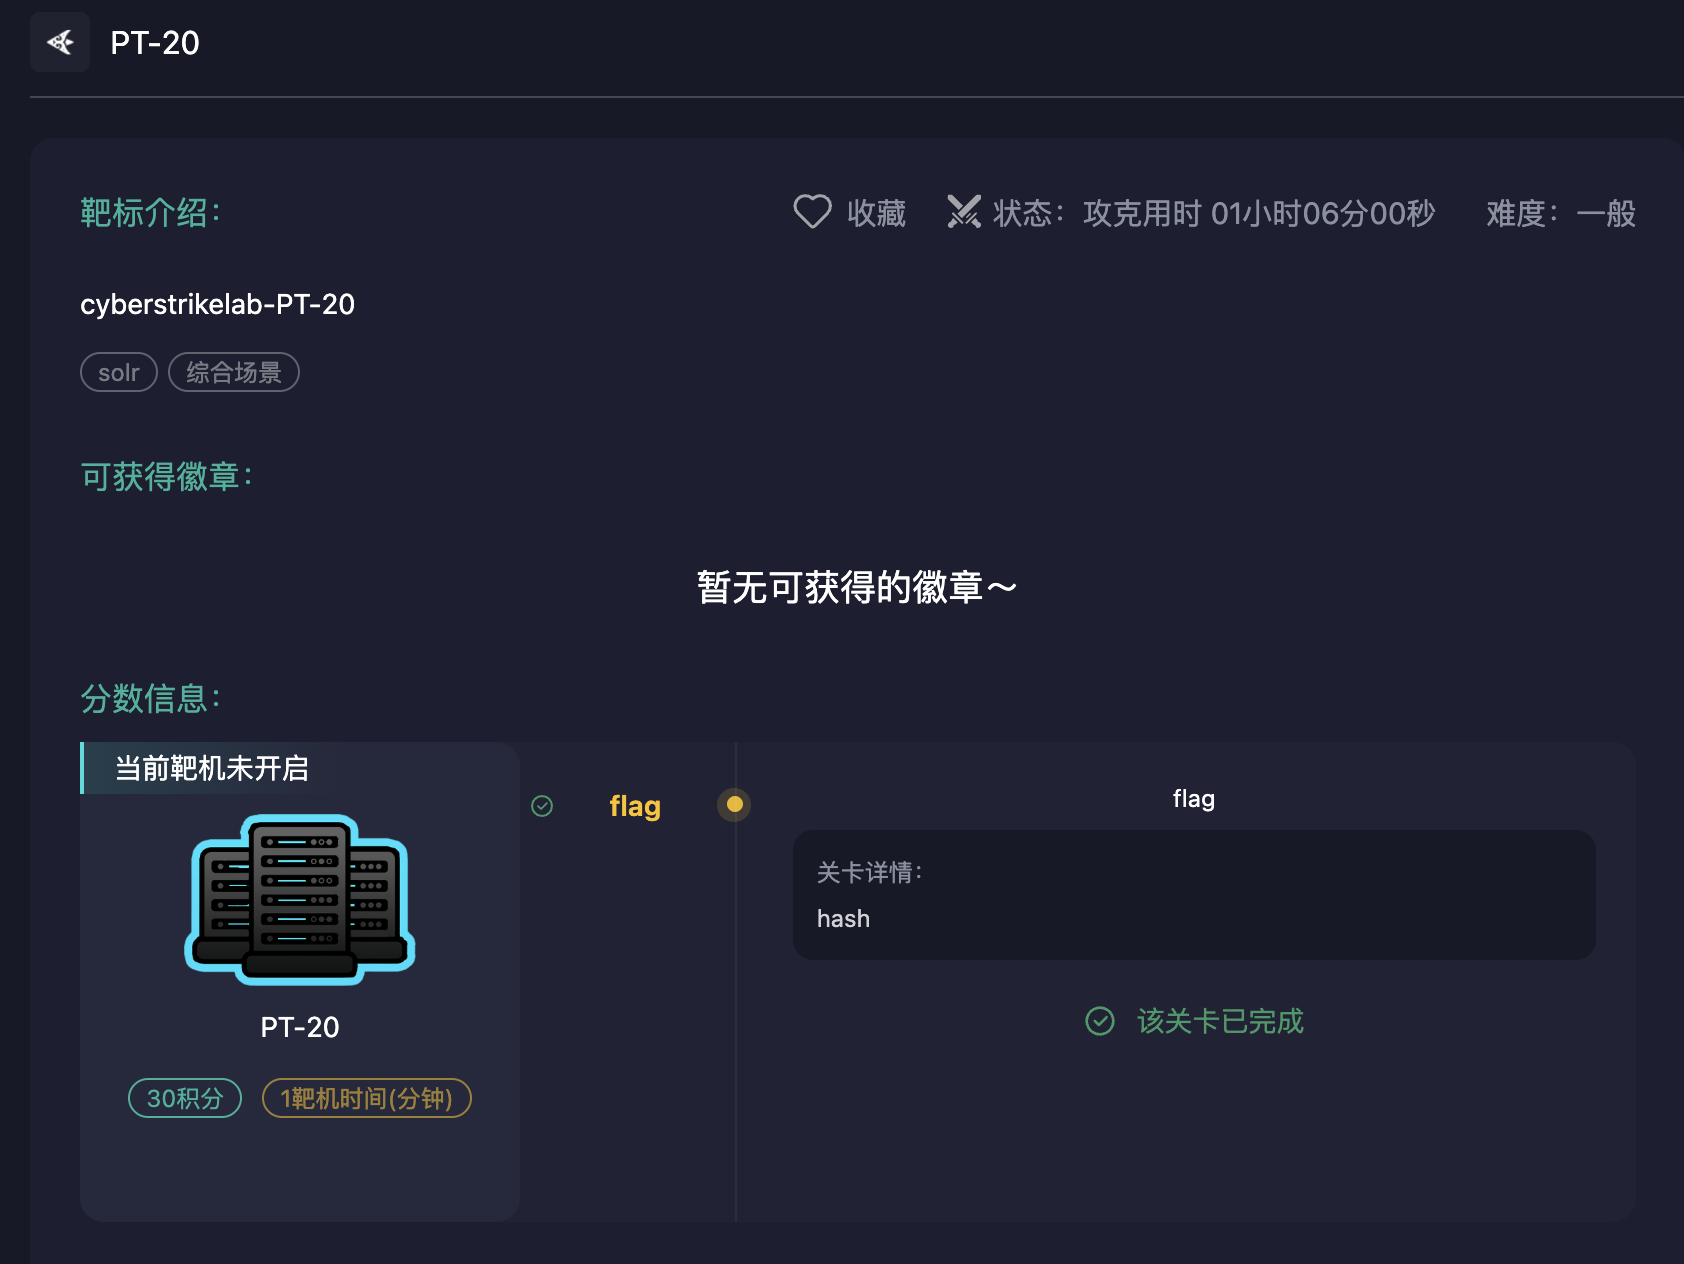 PT-20
靶标介绍：
收藏
状态：攻克用时 01小时06分00秒
难度：一般
cyberstrikelab-PT-20
solr
综合场景
可获得徽章：
暂无可获得的徽章～
分数信息：
当前靶机未开启
PT-20
30积分
1靶机时间(分钟)
flag
flag
关卡详情：
hash
该关卡已完成